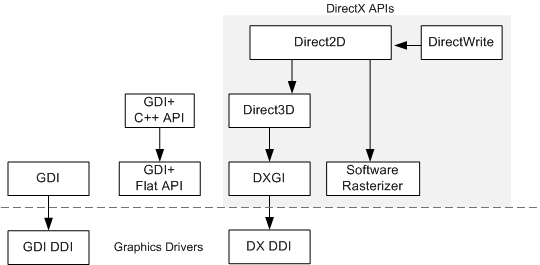 DirectX APIs
Direct2D
DirectWrite
GDI+
C++ API
Direct3D
GDI
GDI+
Flat API
DXGI
Software
Rasterizer
GDI DDI
Graphics Drivers
DX DDI